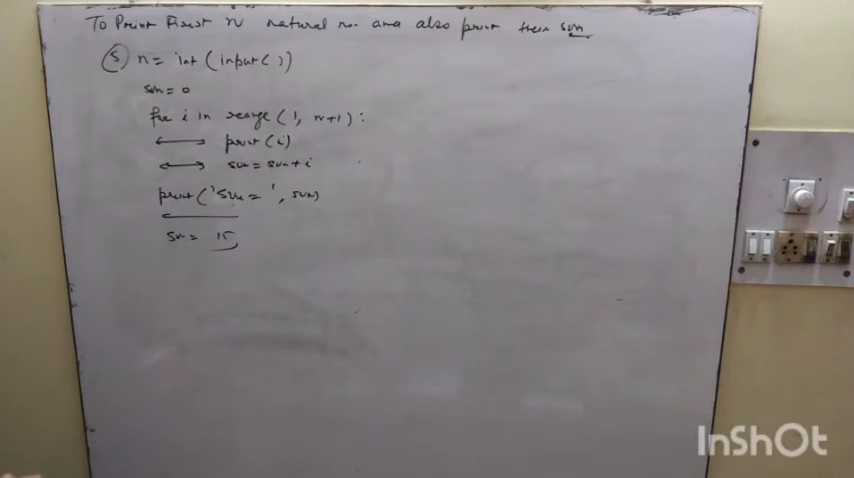 To Print First n natural no. and also print their sum
(5) n = int (input( ))
sum = 0
for i in range (1, n+1) :
print (i)
sum = sum + i
print ('Sum = ', sum)
sum = 15
InShOt